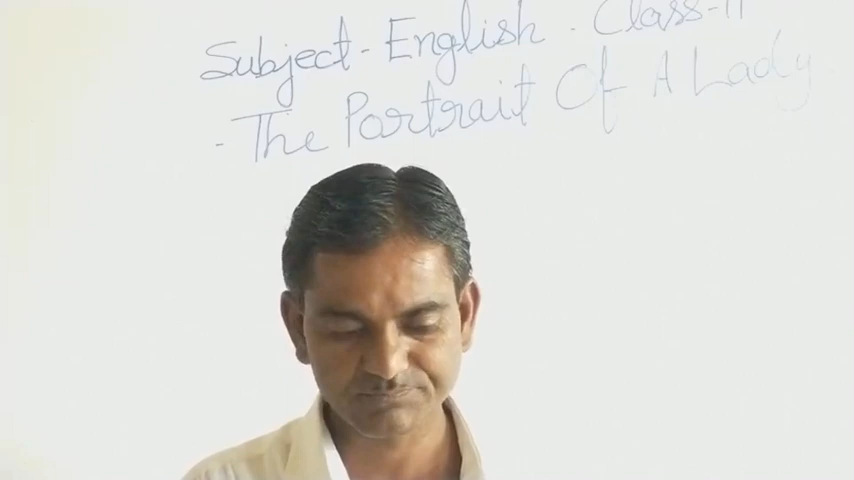 Subject - English . Class-11
- The Portrait Of A Lady